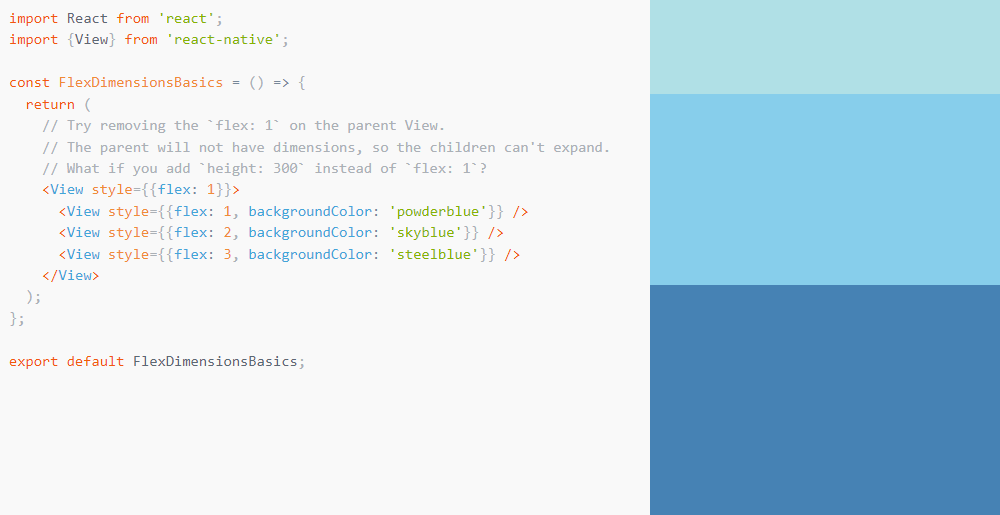 import React from 'react';
import {View} from 'react-native';
const FlexDimensionsBasics = () => {
return (
// Try removing the `flex: 1` on the parent View.
// The parent will not have dimensions, so the children can't expand.
// What if you add `height: 300` instead of `flex: 1`?
<View style={{flex: 1}}>
<View style={{flex: 1, backgroundColor: 'powderblue'}} />
<View style={{flex: 2, backgroundColor: 'skyblue'}} />
<View style={{flex: 3, backgroundColor: 'steelblue'}} />
</View>
);
};
export default FlexDimensionsBasics;